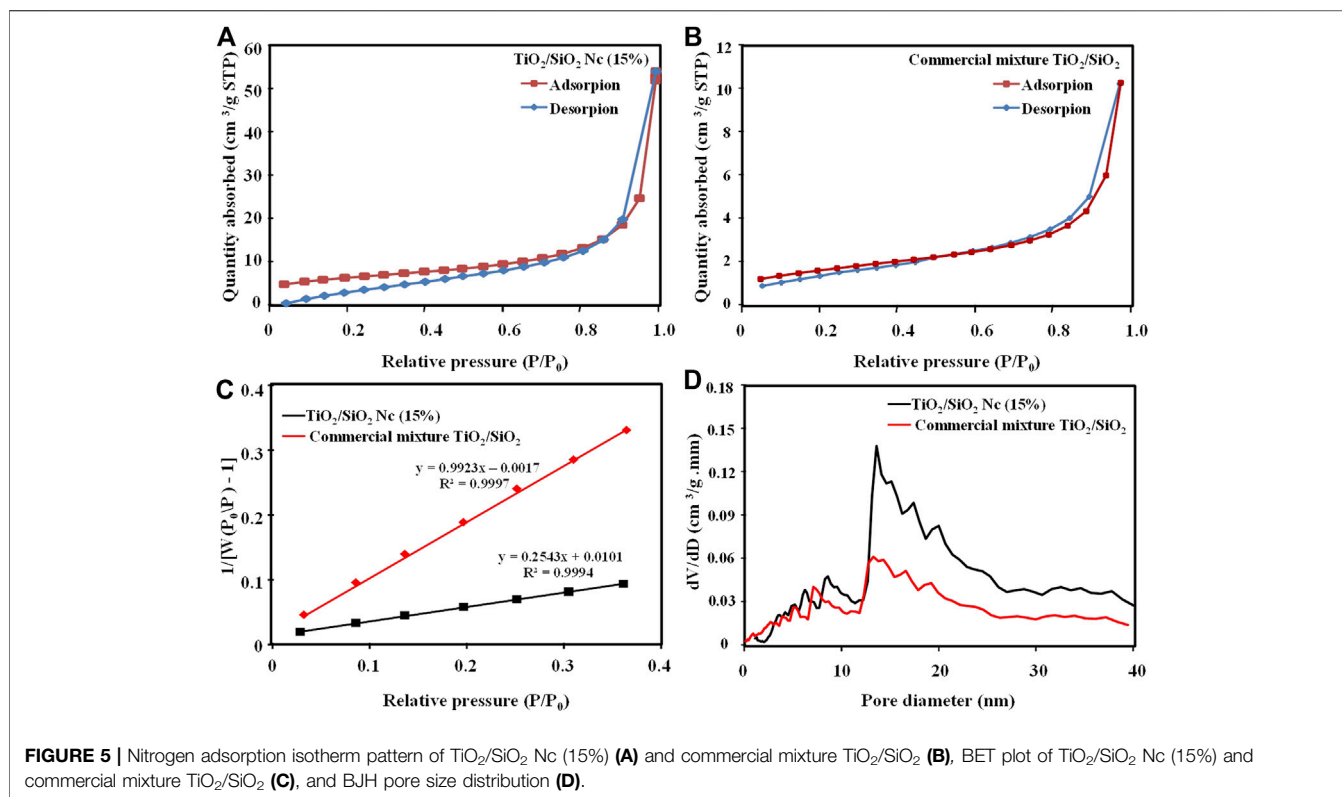 A
60
50
40
30
20
10
0
Quantity absorbed (cm³/g STP)
TiO₂/SiO₂ Nc (15%)
Adsorpion
Desorpion
0 0.2 0.4 0.6 0.8 1.0
Relative pressure (P/P₀)
B
12
10
8
6
4
2
0
Quantity absorbed (cm³/g STP)
Commercial mixture TiO₂/SiO₂
Adsorpion
Desorpion
0 0.2 0.4 0.6 0.8 1.0
Relative pressure (P/P₀)
C
0.4
0.3
0.2
0.1
0
1/[W(P₀\P) - 1]
TiO₂/SiO₂ Nc (15%)
Commercial mixture TiO₂/SiO₂
y = 0.9923x – 0.0017
R² = 0.9997
y = 0.2543x + 0.0101
R² = 0.9994
0 0.1 0.2 0.3 0.4
Relative pressure (P/P₀)
D
0.18
0.15
0.12
0.09
0.06
0.03
0
dV/dD (cm³/g .mm)
TiO₂/SiO₂ Nc (15%)
Commercial mixture TiO₂/SiO₂
0 10 20 30 40
Pore diameter (nm)
FIGURE 5 | Nitrogen adsorption isotherm pattern of TiO₂/SiO₂ Nc (15%) (A) and commercial mixture TiO₂/SiO₂ (B), BET plot of TiO₂/SiO₂ Nc (15%) and
commercial mixture TiO₂/SiO₂ (C), and BJH pore size distribution (D).